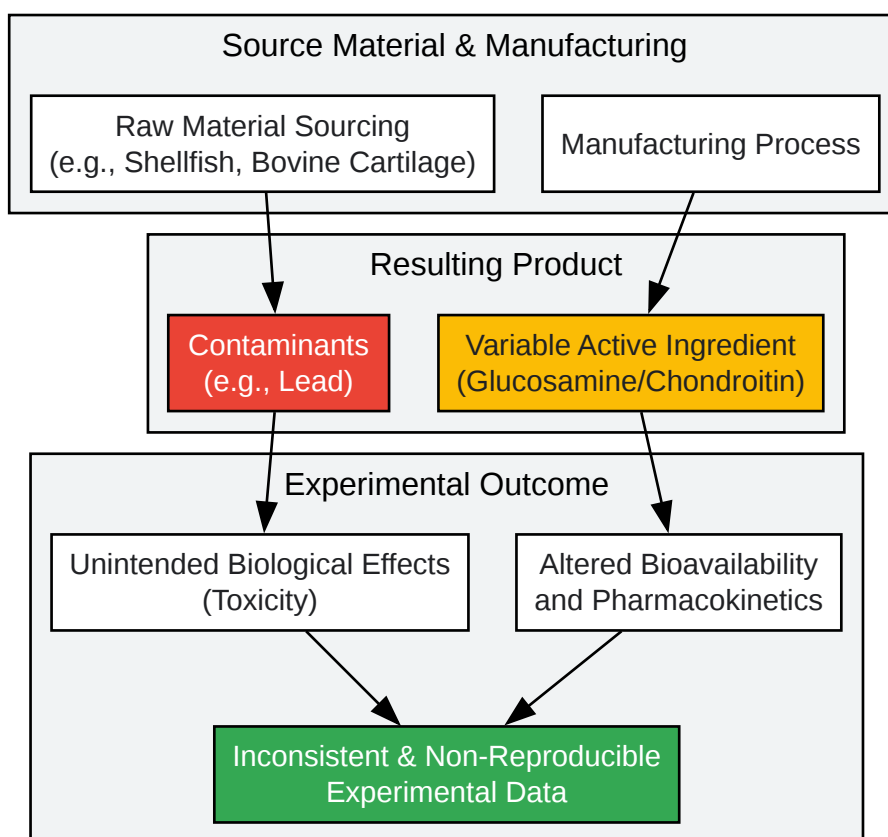 Source Material & Manufacturing
Raw Material Sourcing
(e.g., Shellfish, Bovine Cartilage)
Manufacturing Process
Resulting Product
Contaminants
(e.g., Lead)
Variable Active Ingredient
(Glucosamine/Chondroitin)
Experimental Outcome
Unintended Biological Effects
(Toxicity)
Altered Bioavailability
and Pharmacokinetics
Inconsistent & Non-Reproducible
Experimental Data